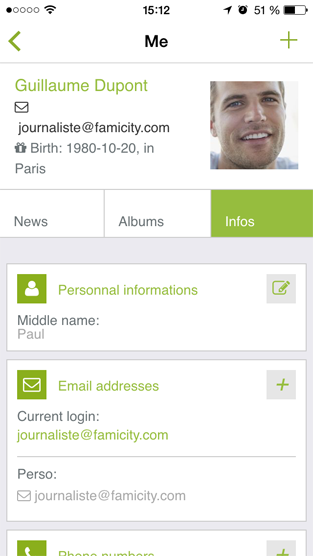 15:12 51 %
Me
Guillaume Dupont
journaliste@famicity.com
Birth: 1980-10-20, in
Paris
News Albums Infos
Personnal informations
Middle name:
Paul
Email addresses
Current login:
journaliste@famicity.com
Perso:
journaliste@famicity.com
Phone numbers